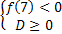 f(7) < 0
D ≥ 0